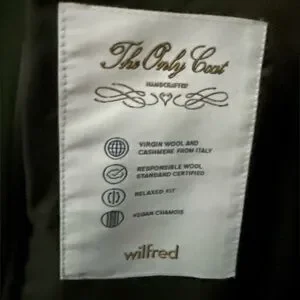 The Only Coat
HANDCRAFTED
VIRGIN WOOL AND
CASHMERE FROM ITALY
RESPONSIBLE WOOL
STANDARD CERTIFIED
RELAXED FIT
VEGAN CHAMOIS
wilfred